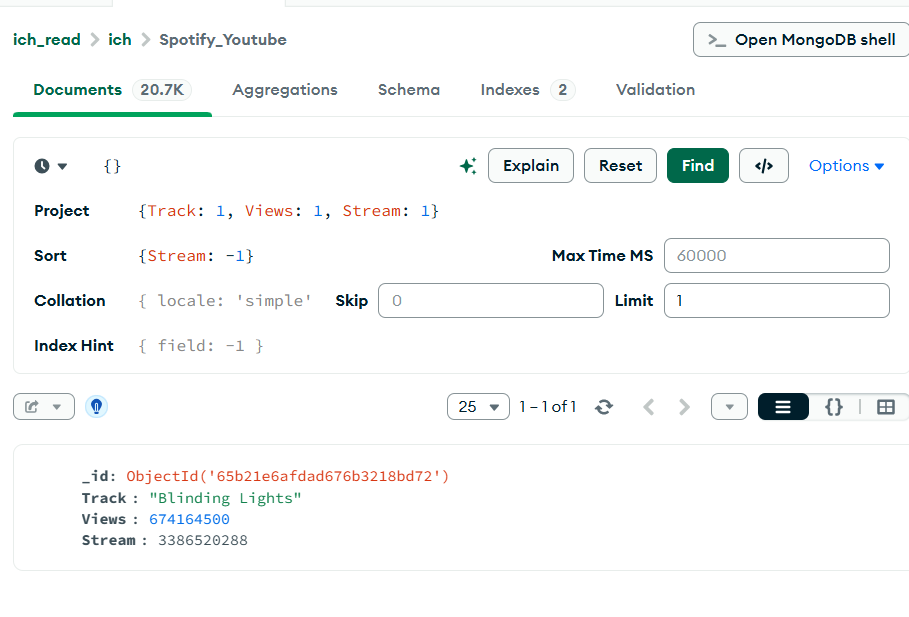 ich_read > ich > Spotify_Youtube
>_ Open MongoDB shell
Documents 20.7K Aggregations Schema Indexes 2 Validation
{} Explain Reset Find </> Options
Project {Track: 1, Views: 1, Stream: 1}
Sort {Stream: -1} Max Time MS 60000
Collation { locale: 'simple' Skip 0 Limit 1
Index Hint { field: -1 }
25 1 – 1 of 1 {}
_id: ObjectId('65b21e6afdad676b3218bd72')
Track : "Blinding Lights"
Views : 674164500
Stream : 3386520288